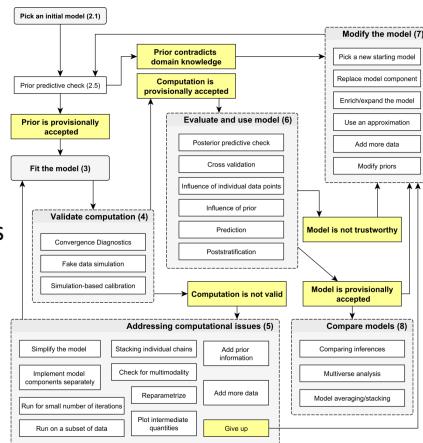 Pick an initial model (2.1)
Prior predictive check (2.5)
Prior is provisionally
accepted
Fit the model (3)
Prior contradicts
domain knowledge
Computation is
provisionally accepted
Modify the model (7)
Pick a new starting model
Replace model component
Enrich/expand the model
Use an approximation
Add more data
Modify priors
Evaluate and use model (6)
Posterior predictive check
Cross validation
Influence of individual data points
Influence of prior
Prediction
Poststratification
s
Validate computation (4)
Convergence Diagnostics
Fake data simulation
Simulation-based calibration
Model is not trustworthy
Computation is not valid
Model is provisionally
accepted
Addressing computational issues (5)
Simplify the model
Implement model
components separately
Run for small number of iterations
Run on a subset of data
Stacking individual chains
Check for multimodality
Reparametrize
Plot intermediate
quantities
Add prior
information
Add more data
Give up
Compare models (8)
Comparing inferences
Multiverse analysis
Model averaging/stacking